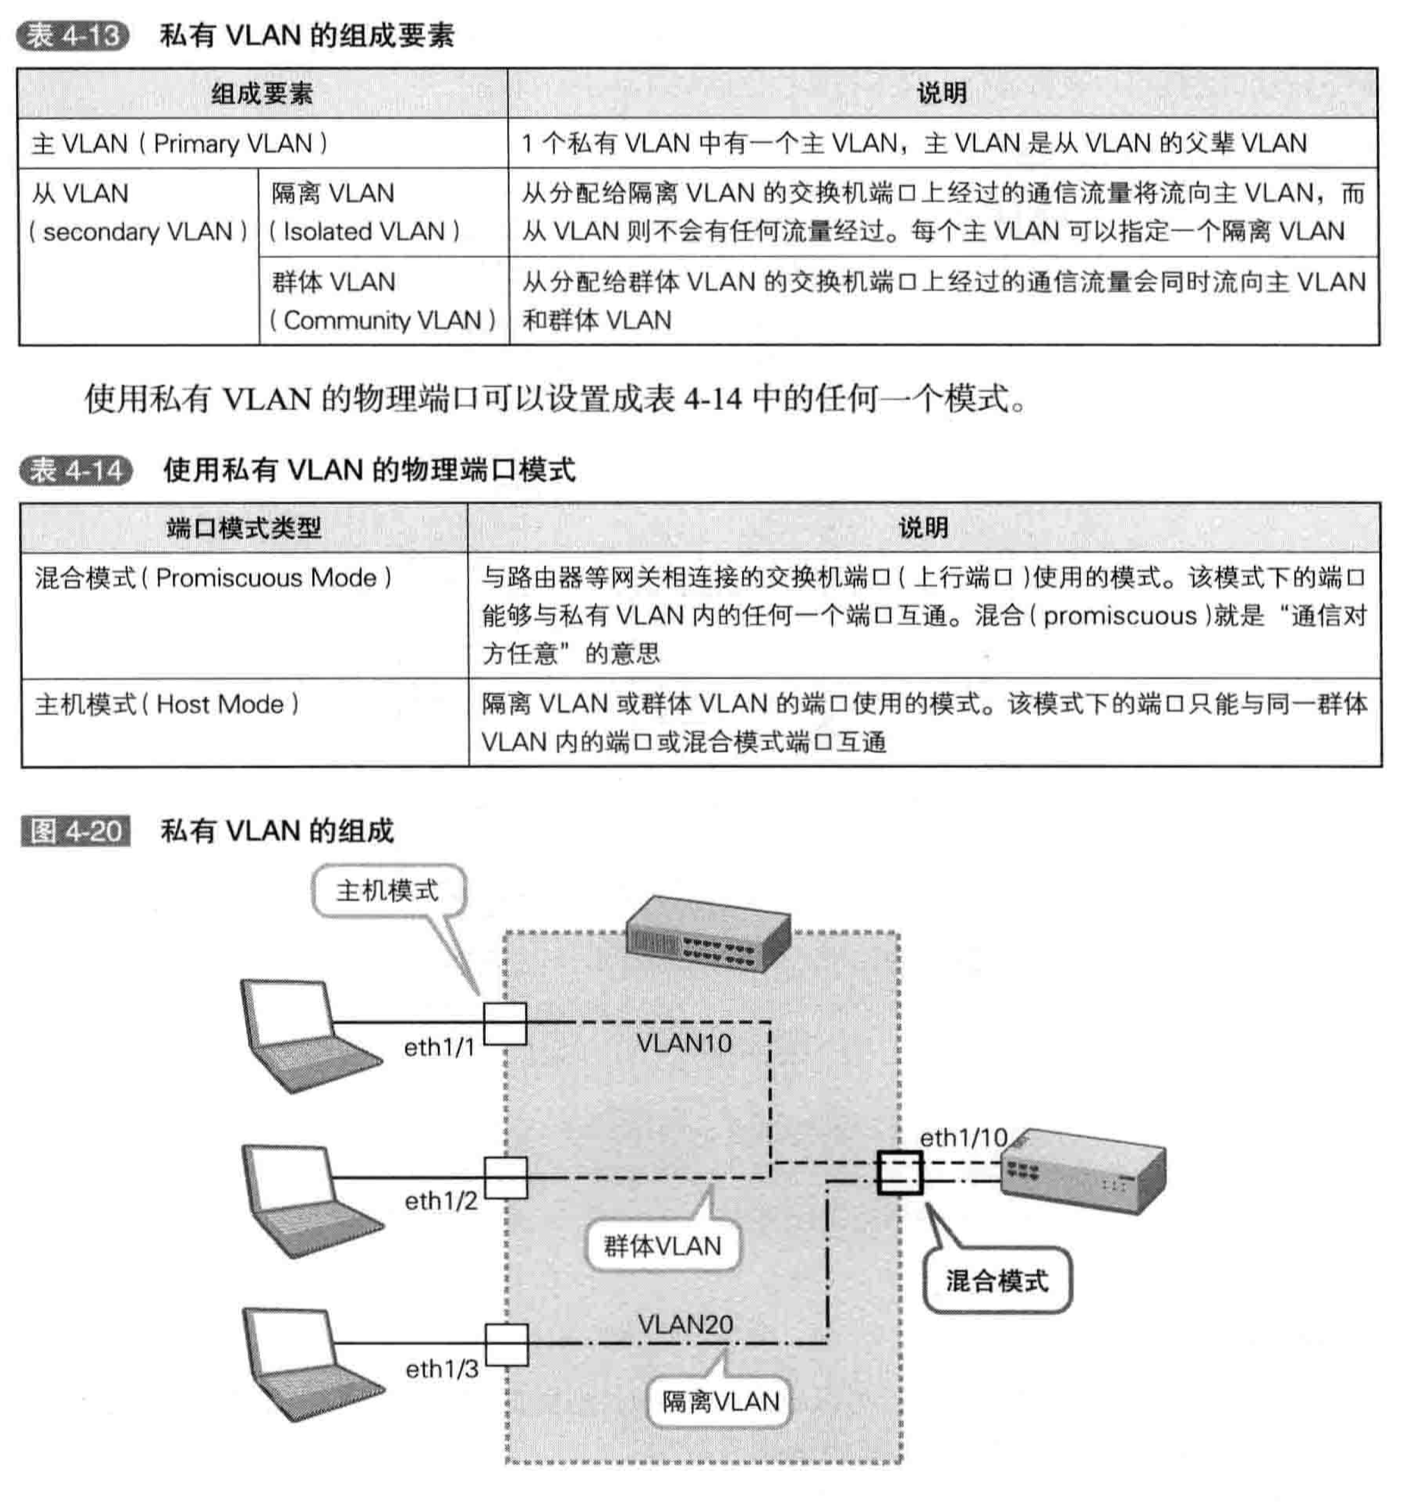 表 4-13 私有 VLAN 的组成要素
组成要素 说明
主 VLAN（Primary VLAN） 1 个私有 VLAN 中有一个主 VLAN，主 VLAN 是从 VLAN 的父辈 VLAN
从 VLAN
（secondary VLAN）
隔离 VLAN
（Isolated VLAN）
从分配给隔离 VLAN 的交换机端口上经过的通信流量将流向主 VLAN，而
从 VLAN 则不会有任何流量经过。每个主 VLAN 可以指定一个隔离 VLAN
群体 VLAN
（Community VLAN）
从分配给群体 VLAN 的交换机端口上经过的通信流量会同时流向主 VLAN
和群体 VLAN
使用私有 VLAN 的物理端口可以设置成表 4-14 中的任何一个模式。
表 4-14 使用私有 VLAN 的物理端口模式
端口模式类型 说明
混合模式（Promiscuous Mode）
与路由器等网关相连接的交换机端口（上行端口）使用的模式。该模式下的端口
能够与私有 VLAN 内的任何一个端口互通。混合（promiscuous）就是“通信对
方任意”的意思
主机模式（Host Mode）
隔离 VLAN 或群体 VLAN 的端口使用的模式。该模式下的端口只能与同一群体
VLAN 内的端口或混合模式端口互通
图 4-20 私有 VLAN 的组成
主机模式
eth1/1
VLAN10
eth1/10
eth1/2
群体VLAN
混合模式
VLAN20
eth1/3
隔离VLAN